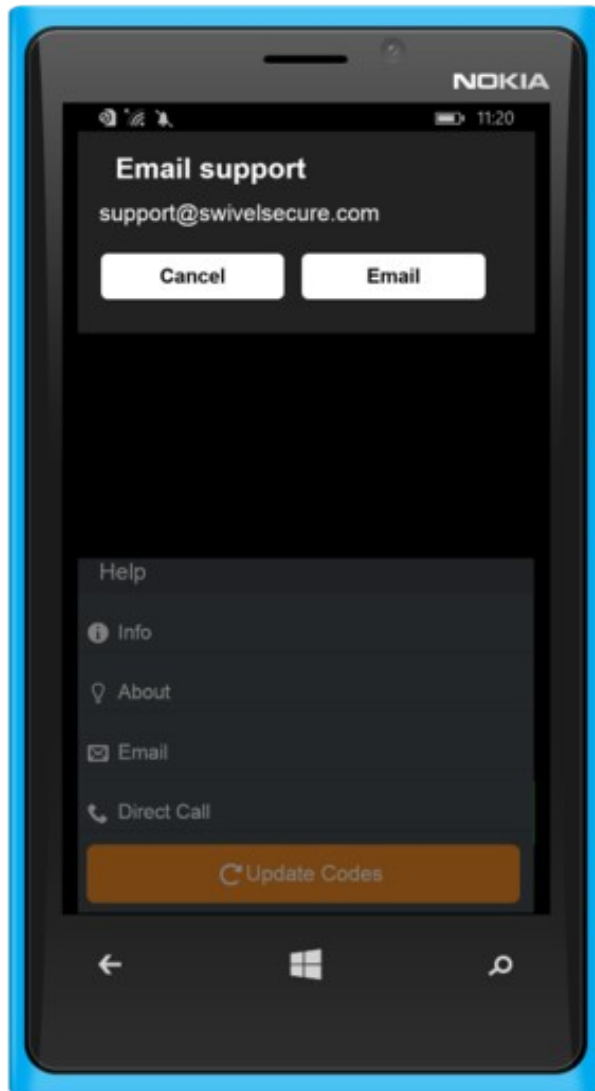 NOKIA
11:20
Email support
support@swivelsecure.com
Cancel Email
Help
Info
About
Email
Direct Call
Update Codes